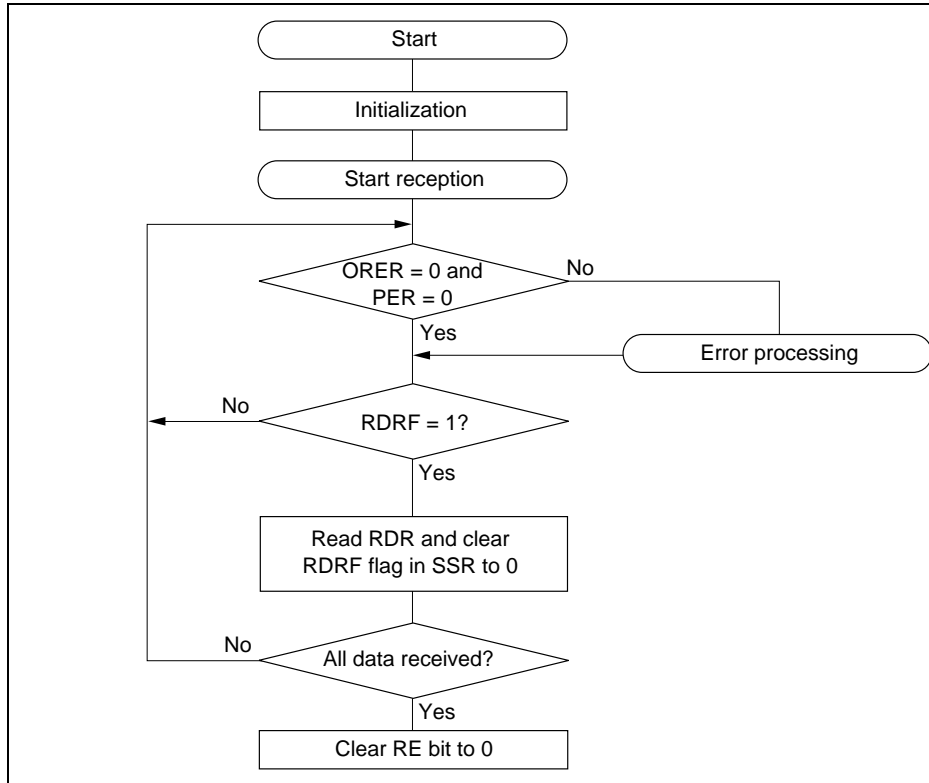 Start
Initialization
Start reception
ORER = 0 and
PER = 0
No
Yes
Error processing
No
RDRF = 1?
Yes
Read RDR and clear
RDRF flag in SSR to 0
No
All data received?
Yes
Clear RE bit to 0